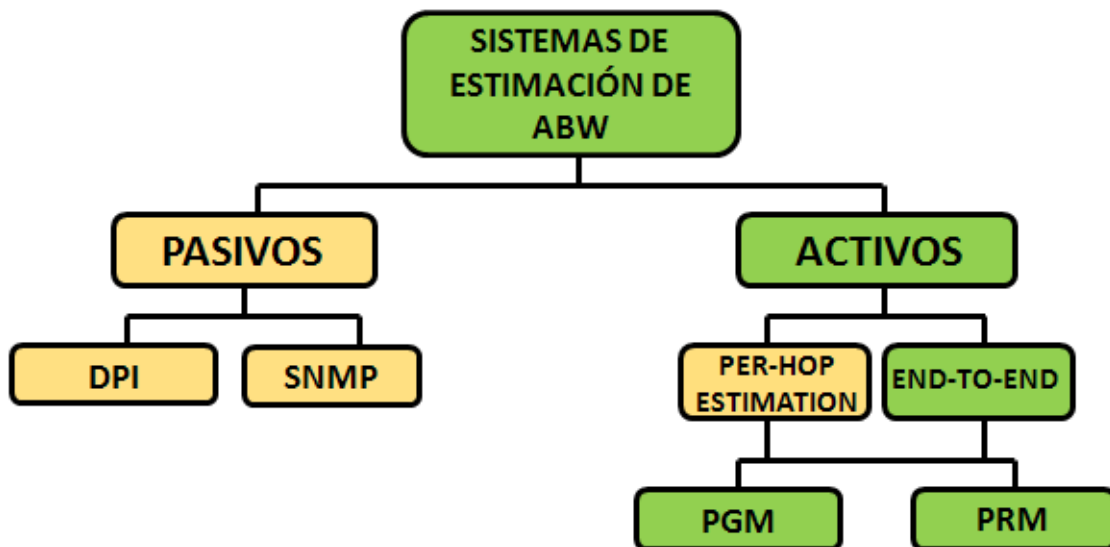 SISTEMAS DE
ESTIMACIÓN DE
ABW
PASIVOS
ACTIVOS
DPI
SNMP
PER-HOP
ESTIMATION
END-TO-END
PGM
PRM